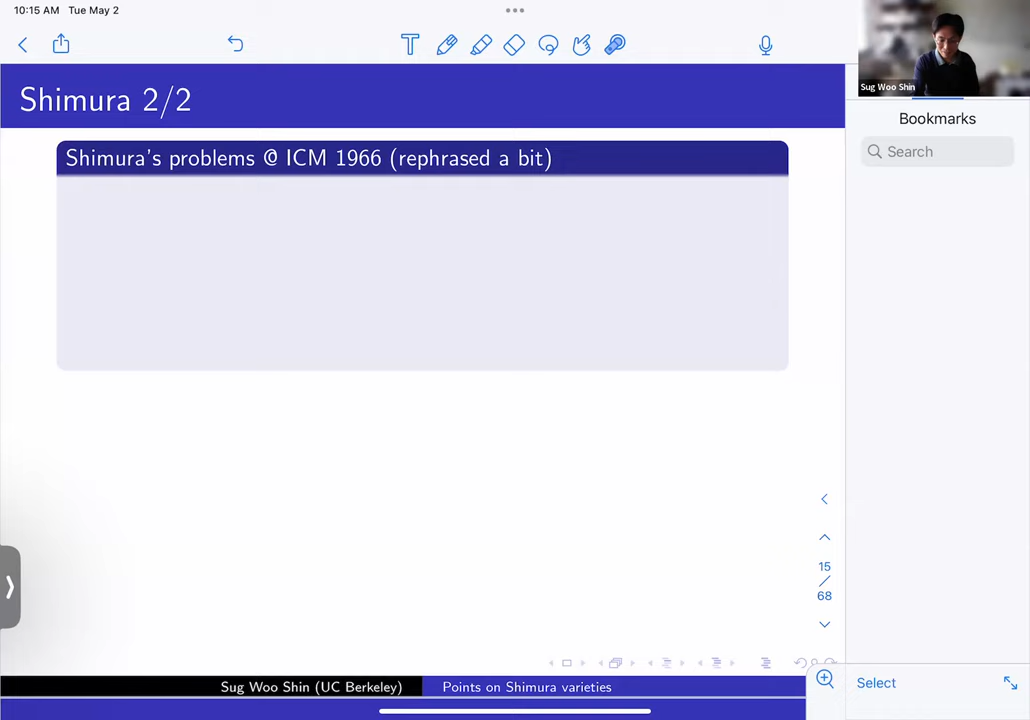 10:15 AM Tue May 2
Sug Woo Shin
Bookmarks
Search
Shimura 2/2
Shimura's problems @ ICM 1966 (rephrased a bit)
15
68
Sug Woo Shin (UC Berkeley)
Points on Shimura varieties
Select